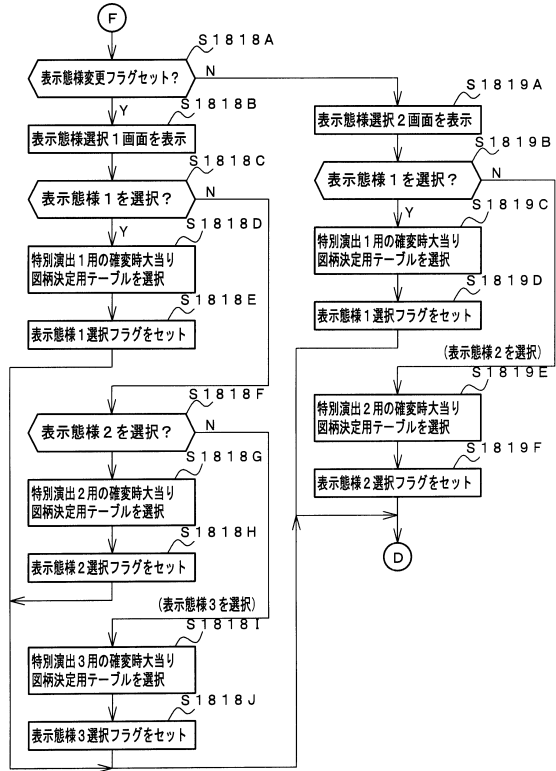 F
S1818A
表示態様変更フラグセット?
N
Y
S1818B
表示態様選択1画面を表示
S1818C
表示態様1を選択?
N
Y
S1818D
特別演出1用の確変時大当り
図柄決定用テーブルを選択
S1818E
表示態様1選択フラグをセット
S1818F
表示態様2を選択?
N
Y
S1818G
特別演出2用の確変時大当り
図柄決定用テーブルを選択
S1818H
表示態様2選択フラグをセット
(表示態様3を選択)
S1818I
特別演出3用の確変時大当り
図柄決定用テーブルを選択
S1818J
表示態様3選択フラグをセット
S1819A
表示態様選択2画面を表示
S1819B
表示態様1を選択?
N
Y
S1819C
特別演出1用の確変時大当り
図柄決定用テーブルを選択
S1819D
表示態様1選択フラグをセット
(表示態様2を選択)
S1819E
特別演出2用の確変時大当り
図柄決定用テーブルを選択
S1819F
表示態様2選択フラグをセット
D